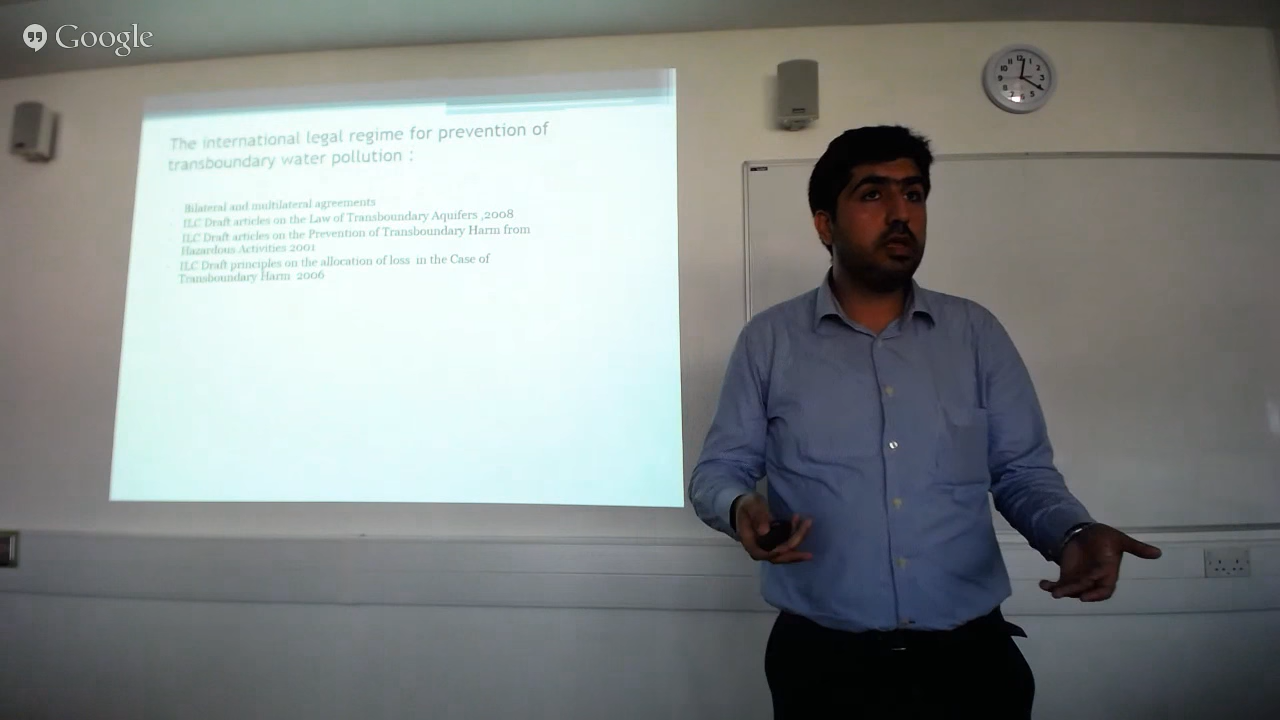 Google
The international legal regime for prevention of
transboundary water pollution :
Bilateral and multilateral agreements
ILC Draft articles on the Law of Transboundary Aquifers ,2008
ILC Draft articles on the Prevention of Transboundary Harm from
Hazardous Activities 2001
ILC Draft principles on the allocation of loss in the Case of
Transboundary Harm 2006